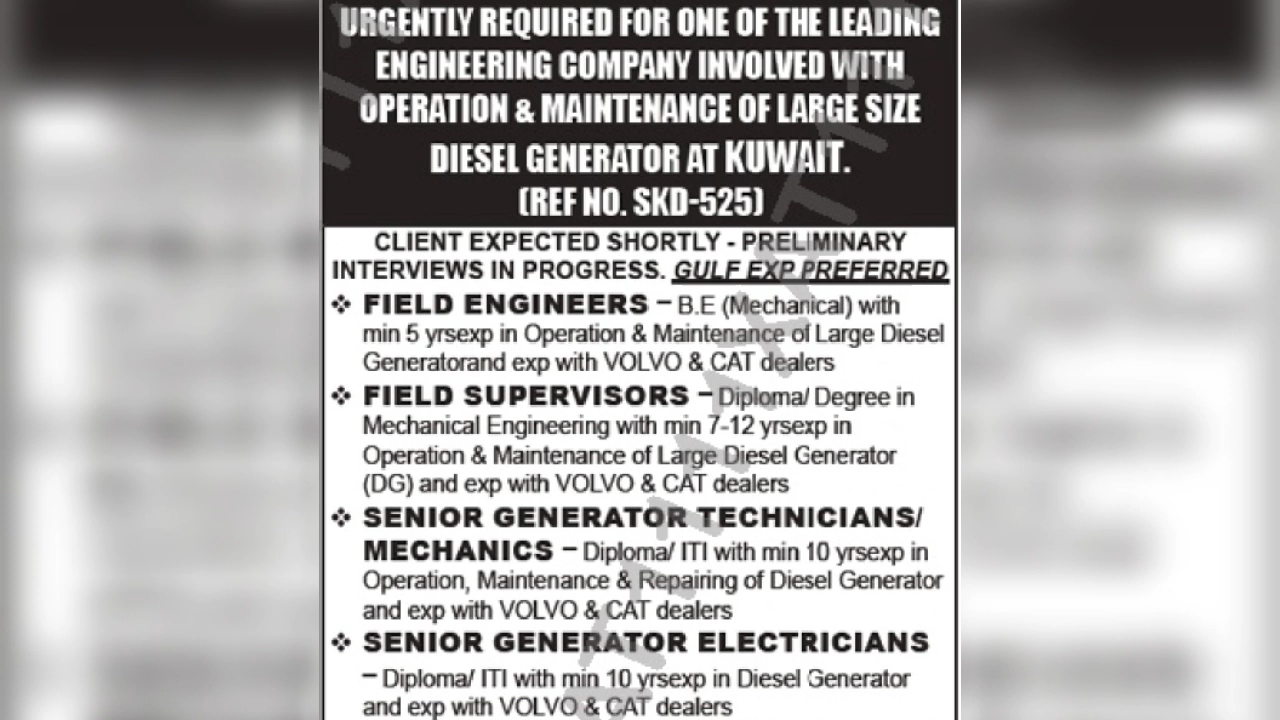 URGENTLY REQUIRED FOR ONE OF THE LEADING
ENGINEERING COMPANY INVOLVED WITH
OPERATION & MAINTENANCE OF LARGE SIZE
DIESEL GENERATOR AT KUWAIT.
(REF NO. SKD-525)
CLIENT EXPECTED SHORTLY - PRELIMINARY
INTERVIEWS IN PROGRESS. GULF EXP PREFERRED
❖ FIELD ENGINEERS – B.E (Mechanical) with
min 5 yrsexp in Operation & Maintenance of Large Diesel
Generatorand exp with VOLVO & CAT dealers
❖ FIELD SUPERVISORS – Diploma/ Degree in
Mechanical Engineering with min 7-12 yrsexp in
Operation & Maintenance of Large Diesel Generator
(DG) and exp with VOLVO & CAT dealers
❖ SENIOR GENERATOR TECHNICIANS/
MECHANICS – Diploma/ ITI with min 10 yrsexp in
Operation, Maintenance & Repairing of Diesel Generator
and exp with VOLVO & CAT dealers
❖ SENIOR GENERATOR ELECTRICIANS
– Diploma/ ITI with min 10 yrsexp in Diesel Generator
and exp with VOLVO & CAT dealers